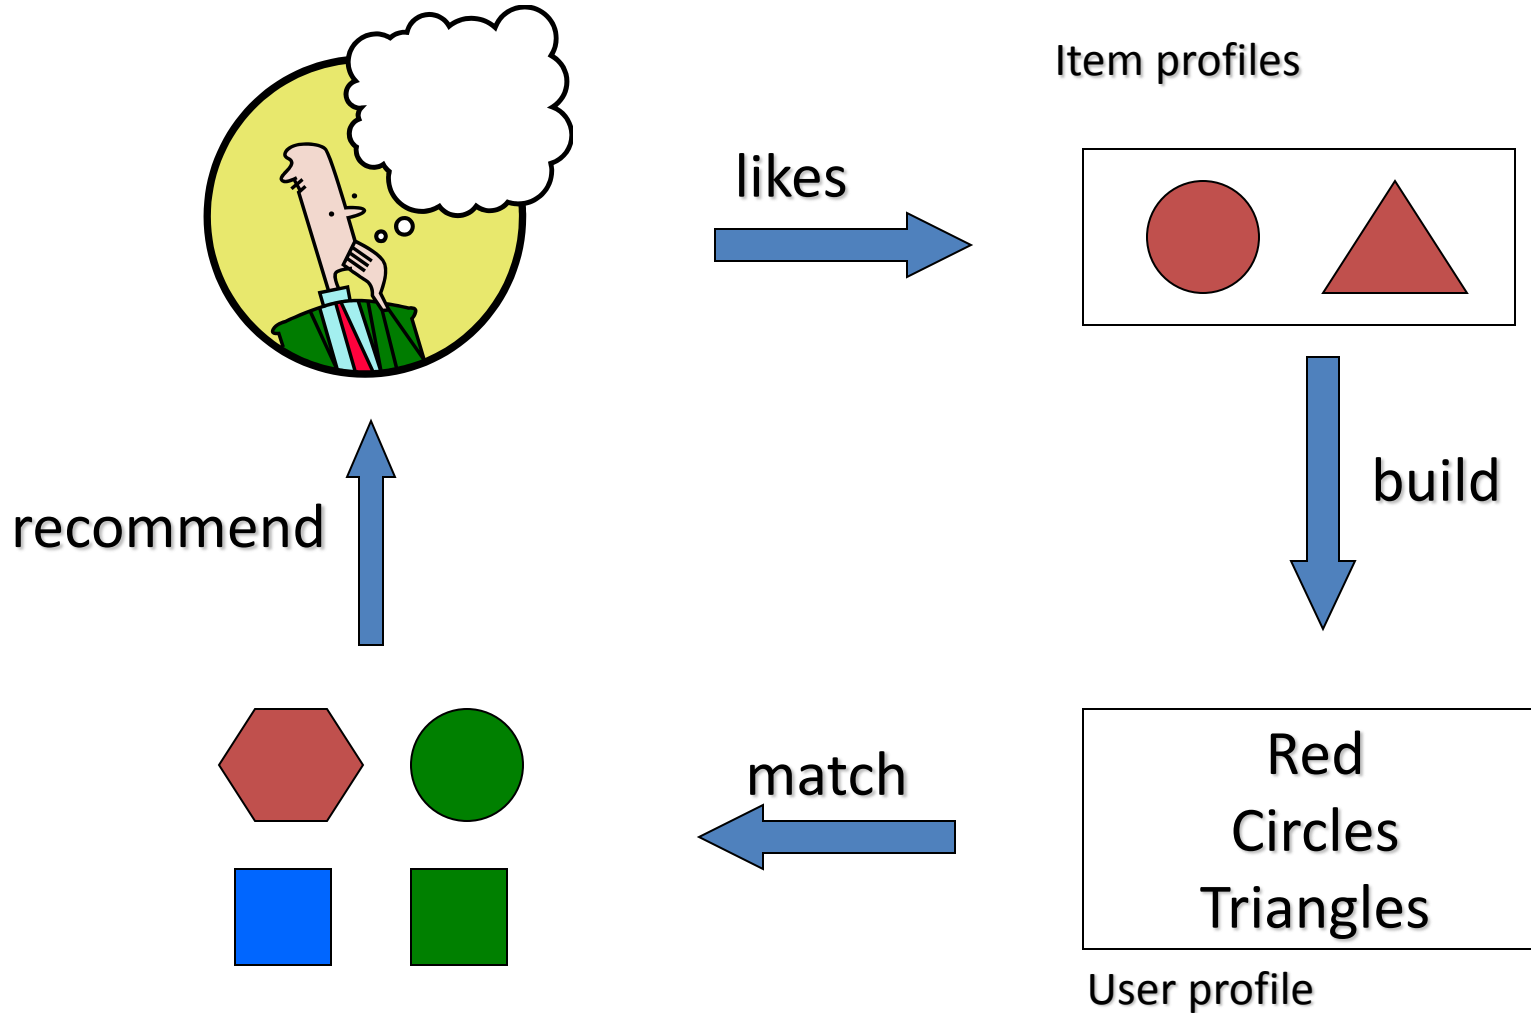 Item profiles
likes
build
recommend
match
Red
Circles
Triangles
User profile